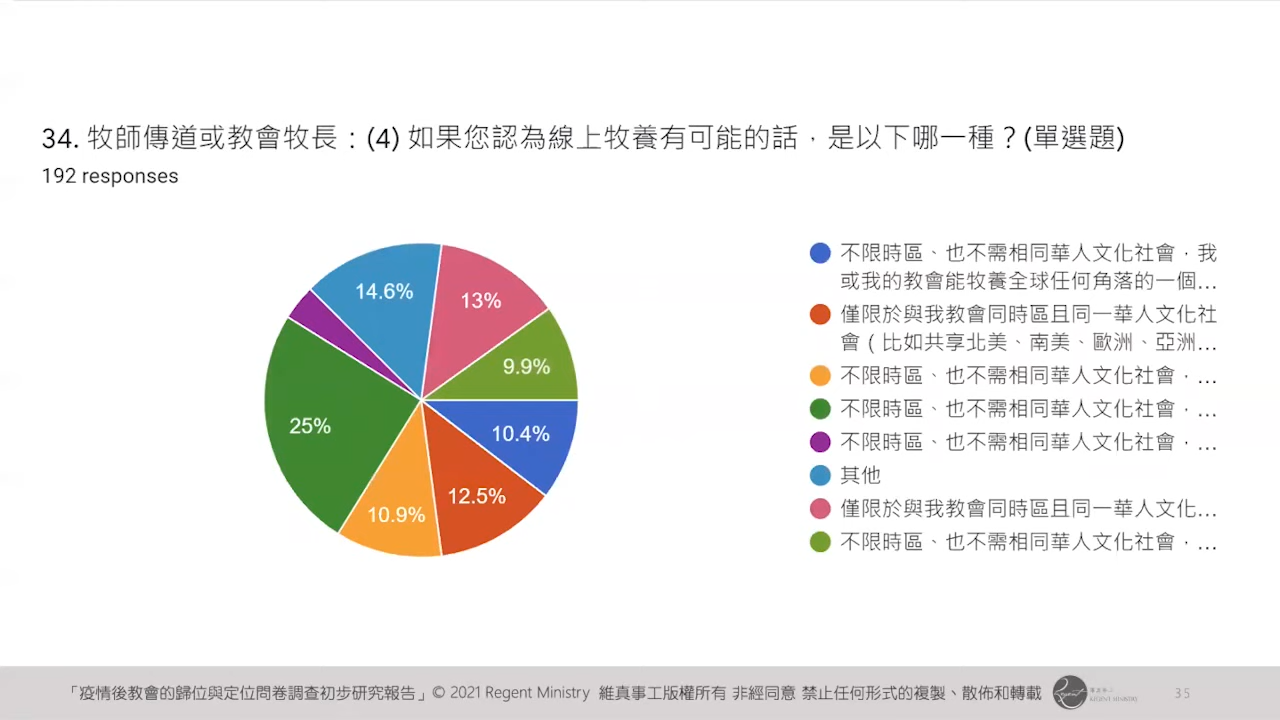 34. 牧師傳道或教會牧長：(4) 如果您認為線上牧養有可能的話，是以下哪一種？(單選題)
192 responses
14.6%
13%
9.9%
25%
10.4%
12.5%
10.9%
不限時區、也不需相同華人文化社會，我
或我的教會能牧養全球任何角落的一個...
僅限於與我教會同時區且同一華人文化社
會（比如共享北美、南美、歐洲、亞洲...
不限時區、也不需相同華人文化社會，...
不限時區、也不需相同華人文化社會，...
不限時區、也不需相同華人文化社會，...
其他
僅限於與我教會同時區且同一華人文化...
不限時區、也不需相同華人文化社會，...
「疫情後教會的歸位與定位問卷調查初步研究報告」© 2021 Regent Ministry 維真事工版權所有 非經同意 禁止任何形式的複製、散佈和轉載
Regent
REGENT MINISTRY
35